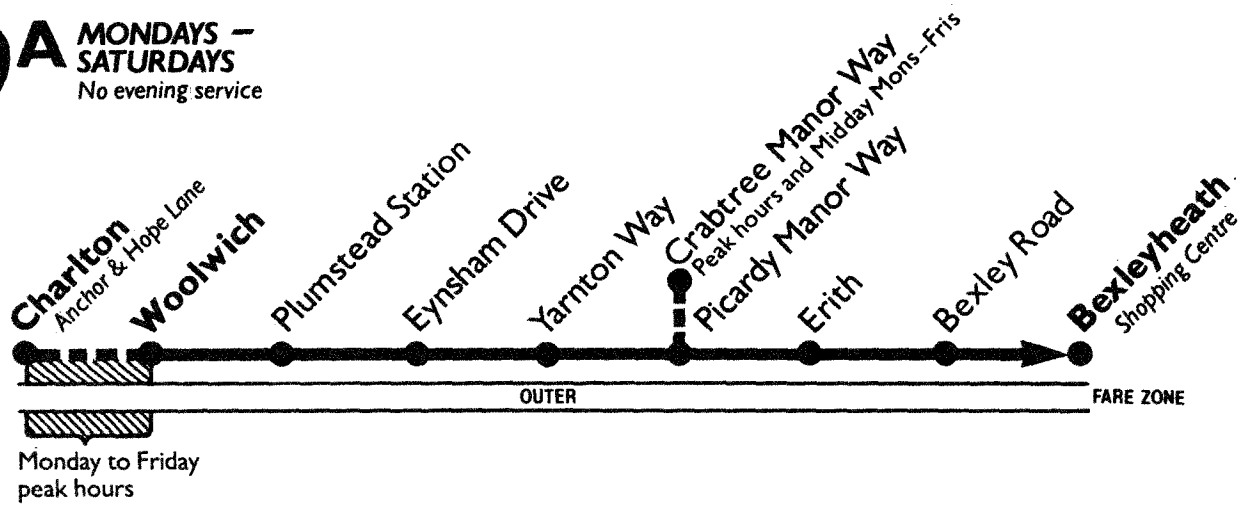 A MONDAYS –
SATURDAYS
No evening service
Charlton
Anchor & Hope Lane
Woolwich
Plumstead Station
Eynsham Drive
Yarnton Way
Crabtree Manor Way
Peak hours and Midday Mons–Fris
Picardy Manor Way
Erith
Bexley Road
Bexleyheath
Shopping Centre
OUTER
FARE ZONE
Monday to Friday
peak hours